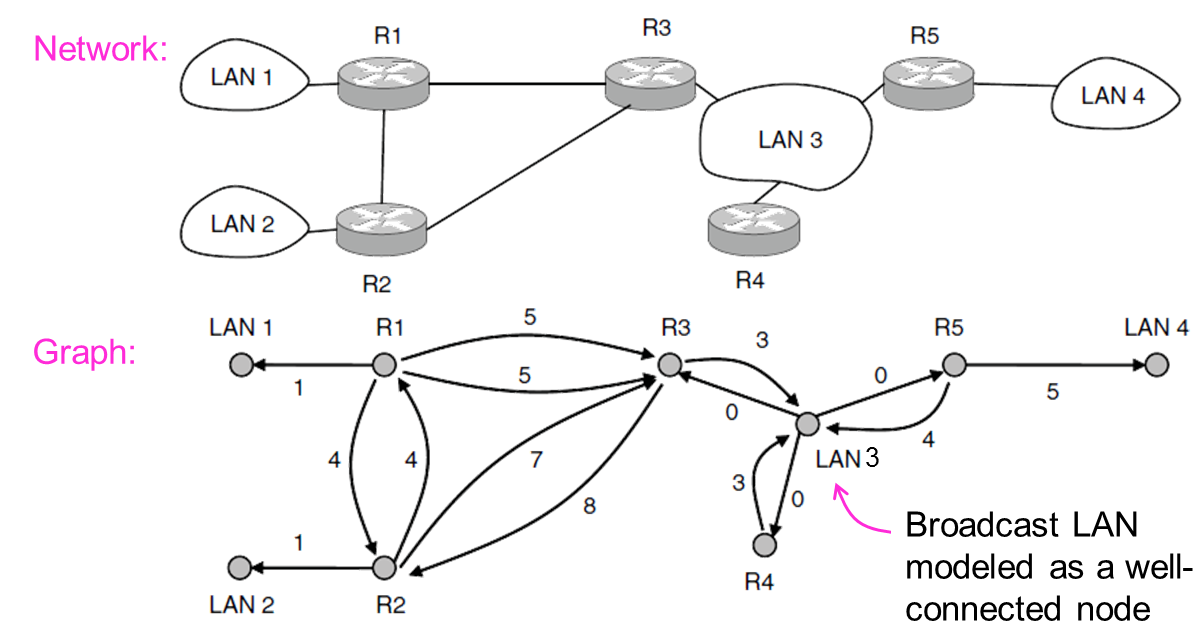 Network:
R1
R3
R5
LAN 1
LAN 4
LAN 3
LAN 2
R2
R4
Graph:
LAN 1
R1
5
R3
3
R5
LAN 4
1
5
0
0
5
4
4
7
8
LAN 3
4
3
0
1
LAN 2
R2
R4
Broadcast LAN
modeled as a well-
connected node